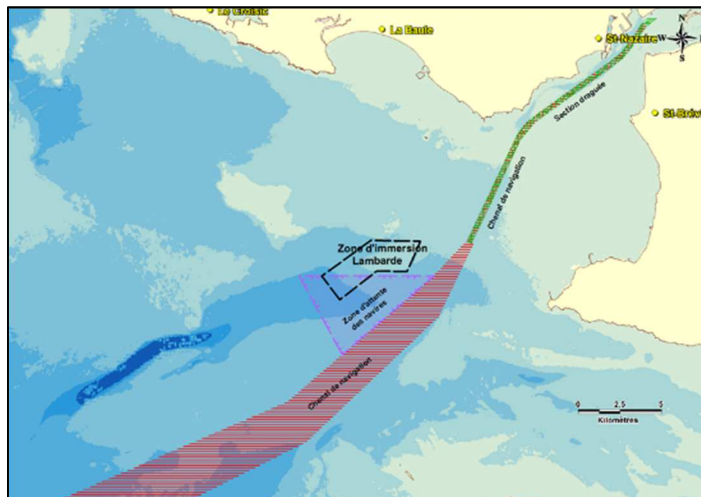 Le Croisic
La Baule
St-Nazaire
N
W
S
St-Brév
Section draguée
Chenal de navigation
Zone d'immersion
Lambarde
Zone d'attente
des navires
Chenal de navigation
0 2,5 5
Kilomètres